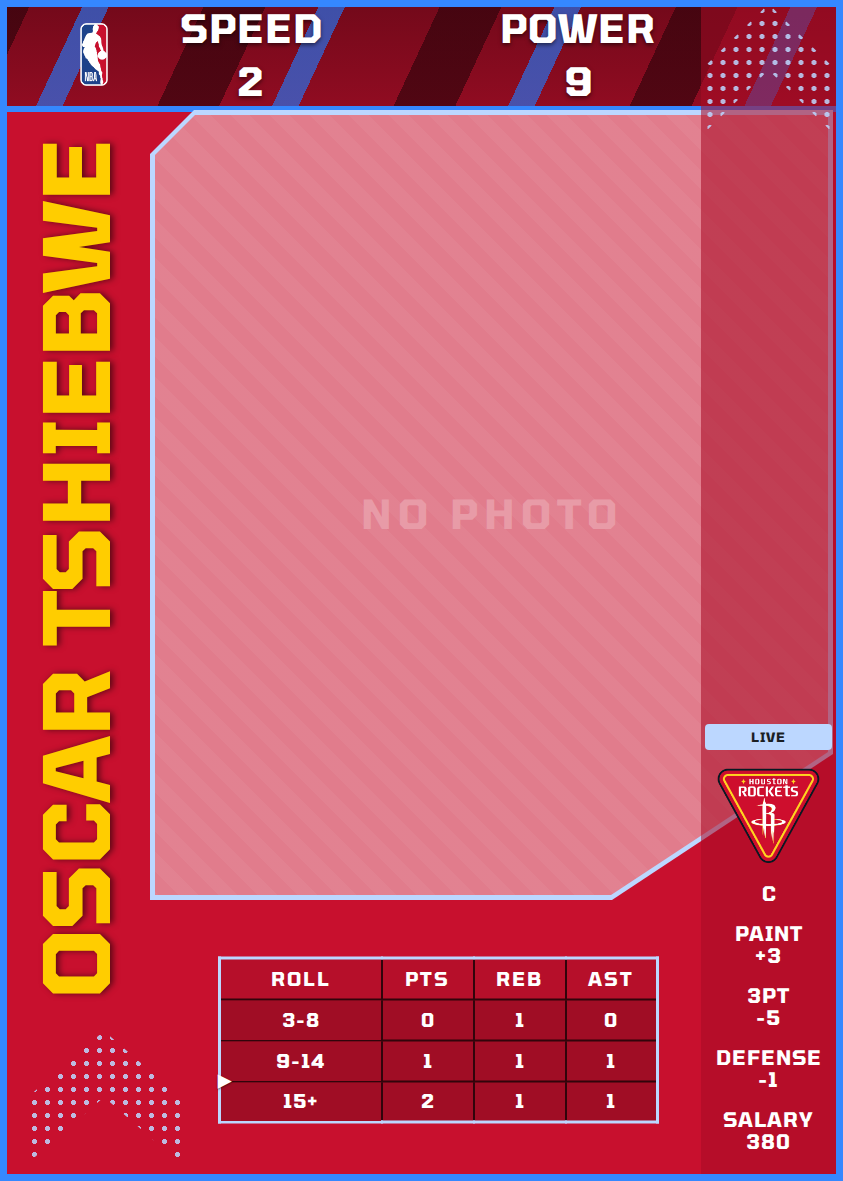 SPEED
2
POWER
9
NBA
OSCAR TSHIEBWE
NO PHOTO
LIVE
HOUSTON
ROCKETS
R
C
PAINT
+3
3PT
-5
DEFENSE
-1
SALARY
380
ROLL PTS REB AST
3-8 0 1 0
9-14 1 1 1
15+ 2 1 1